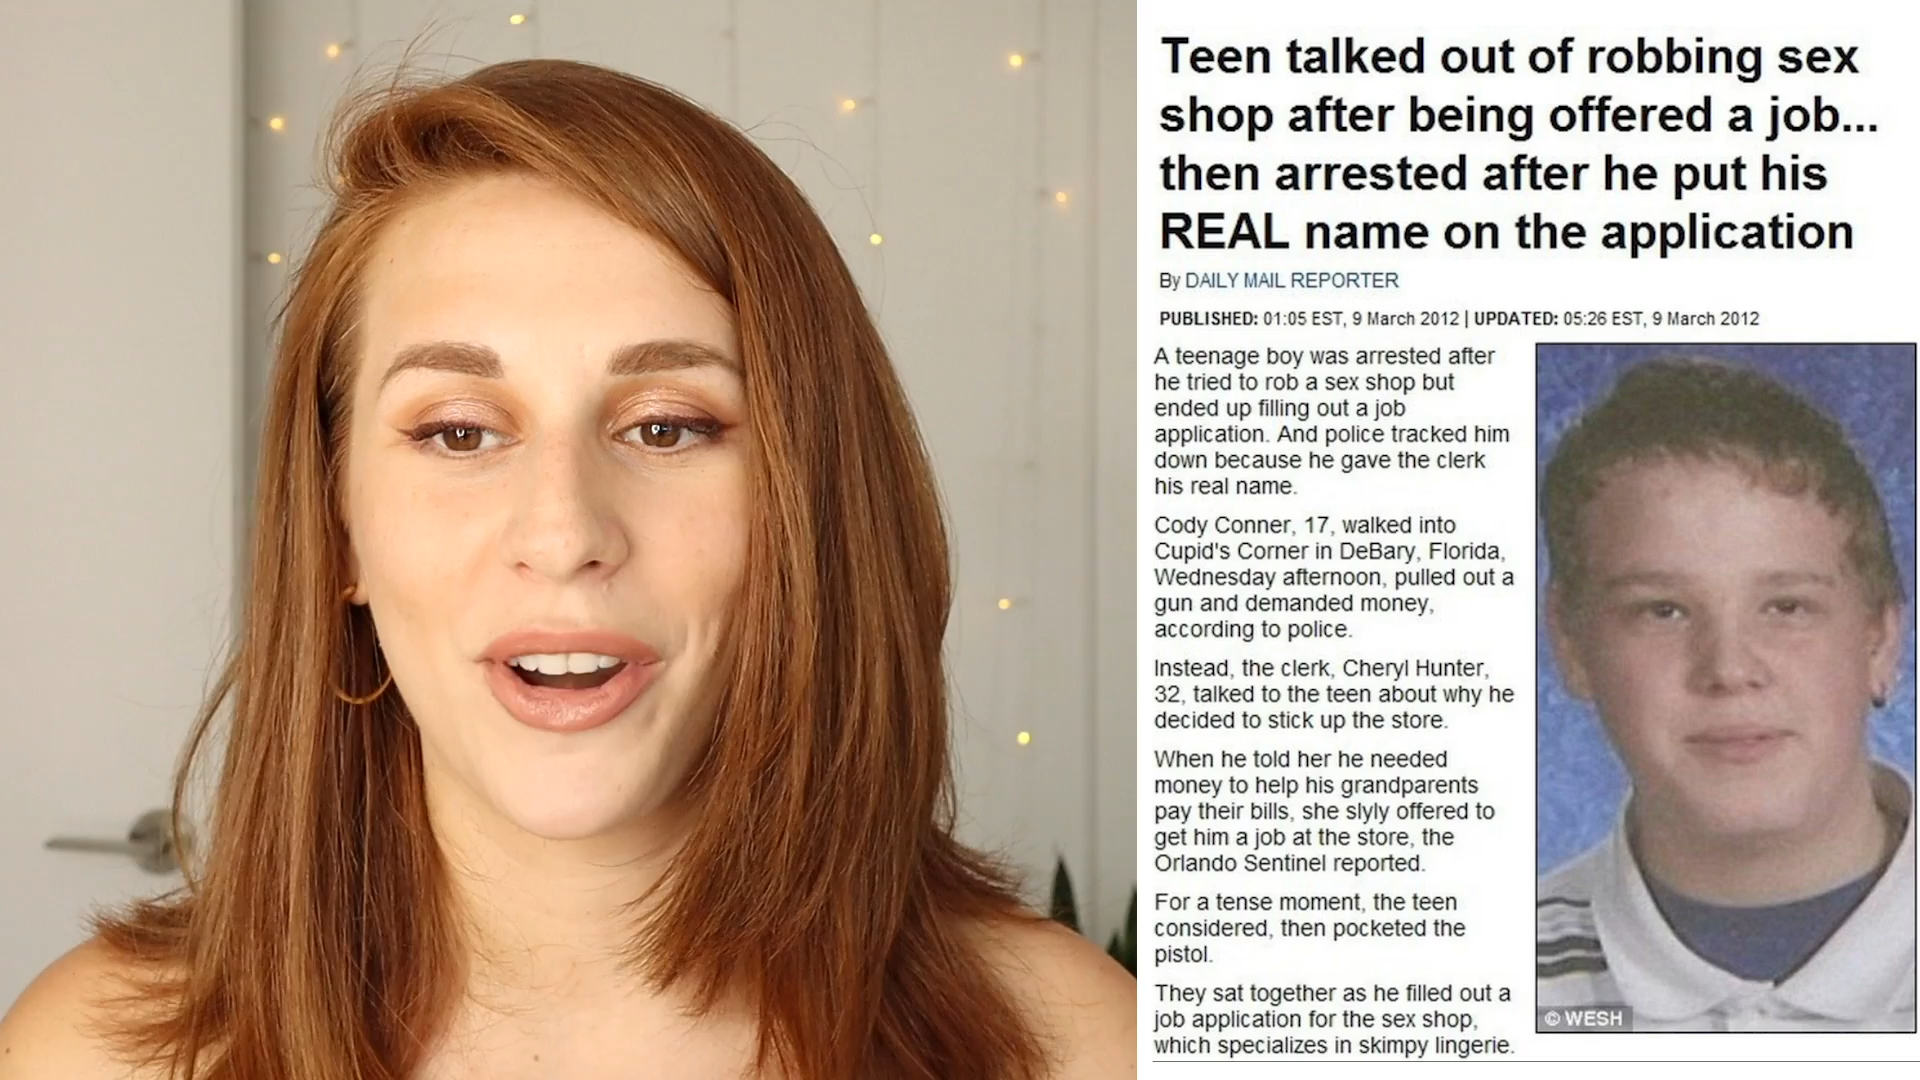 Teen talked out of robbing sex
shop after being offered a job...
then arrested after he put his
REAL name on the application
By DAILY MAIL REPORTER
PUBLISHED: 01:05 EST, 9 March 2012 | UPDATED: 05:26 EST, 9 March 2012
A teenage boy was arrested after
he tried to rob a sex shop but
ended up filling out a job
application. And police tracked him
down because he gave the clerk
his real name.
Cody Conner, 17, walked into
Cupid's Corner in DeBary, Florida,
Wednesday afternoon, pulled out a
gun and demanded money,
according to police.
Instead, the clerk, Cheryl Hunter,
32, talked to the teen about why he
decided to stick up the store.
When he told her he needed
money to help his grandparents
pay their bills, she slyly offered to
get him a job at the store, the
Orlando Sentinel reported.
For a tense moment, the teen
considered, then pocketed the
pistol.
They sat together as he filled out a
job application for the sex shop,
which specializes in skimpy lingerie.
© WESH